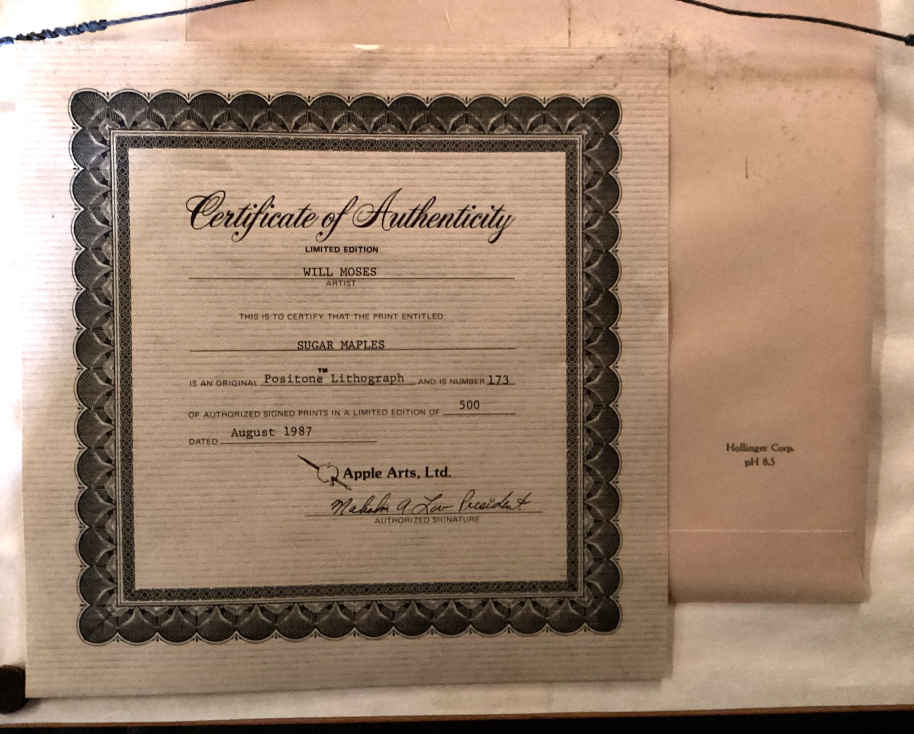 Certificate of Authenticity
LIMITED EDITION
WILL MOSES
ARTIST
THIS IS TO CERTIFY THAT THE PRINT ENTITLED
SUGAR MAPLES
IS AN ORIGINAL Positone™ Lithograph AND IS NUMBER 173
OF AUTHORIZED SIGNED PRINTS IN A LIMITED EDITION OF 500
DATED August 1987
Apple Arts, Ltd.
President
AUTHORIZED SIGNATURE
Hollinger Corp.
pH 8.5